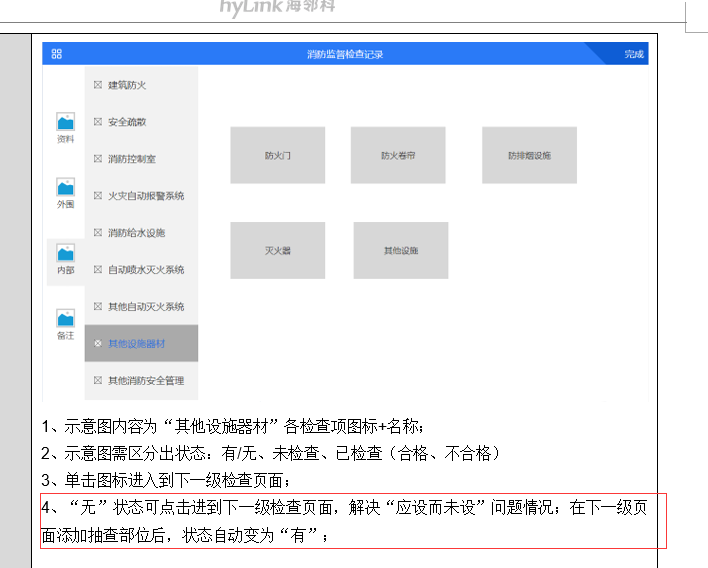 hyLink海邻科
消防监督检查记录
完成
资料
外围
内部
备注
建筑防火
安全疏散
消防控制室
火灾自动报警系统
消防给水设施
自动喷水灭火系统
其他自动灭火系统
其他设施器材
其他消防安全管理
防火门
防火卷帘
防排烟设施
灭火器
其他设施
1、示意图内容为“其他设施器材”各检查项图标+名称；
2、示意图需区分出状态：有/无、未检查、已检查（合格、不合格）
3、单击图标进入到下一级检查页面；
4、“无”状态可点击进到下一级检查页面，解决“应设而未设”问题情况；在下一级页
面添加抽查部位后，状态自动变为“有”；